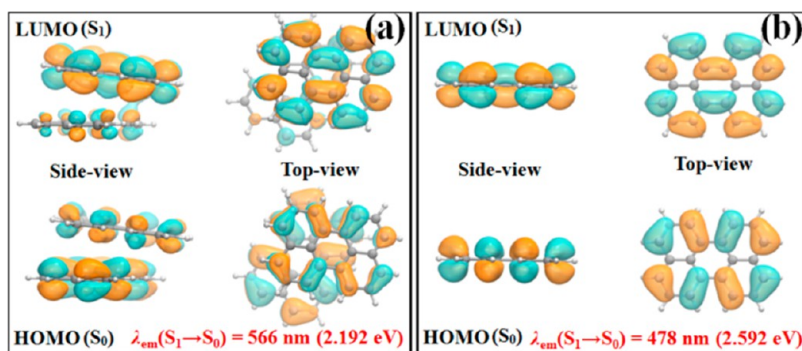 LUMO (S1) (a)
Side-view Top-view
HOMO (S0) λem(S1→S0) = 566 nm (2.192 eV)
LUMO (S1) (b)
Side-view Top-view
HOMO (S0) λem(S1→S0) = 478 nm (2.592 eV)